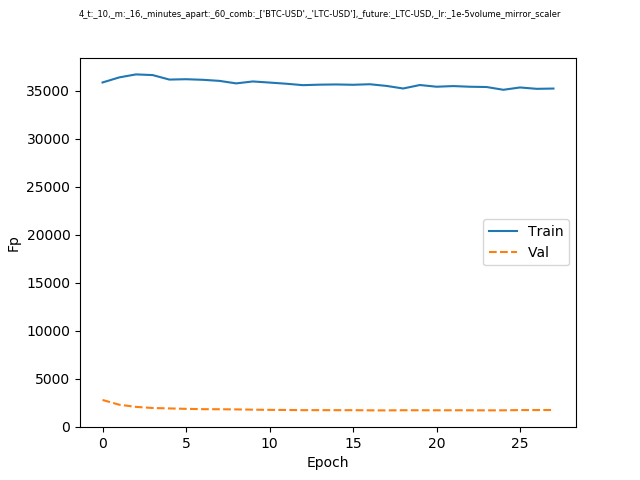 4_t:_10,_m:_16,_minutes_apart:_60_comb:_['BTC-USD',_'LTC-USD'],_future:_LTC-USD,_lr:_1e-5volume_mirror_scaler
35000
30000
25000
20000
15000
10000
5000
0
Fp
Train
Val
0 5 10 15 20 25
Epoch